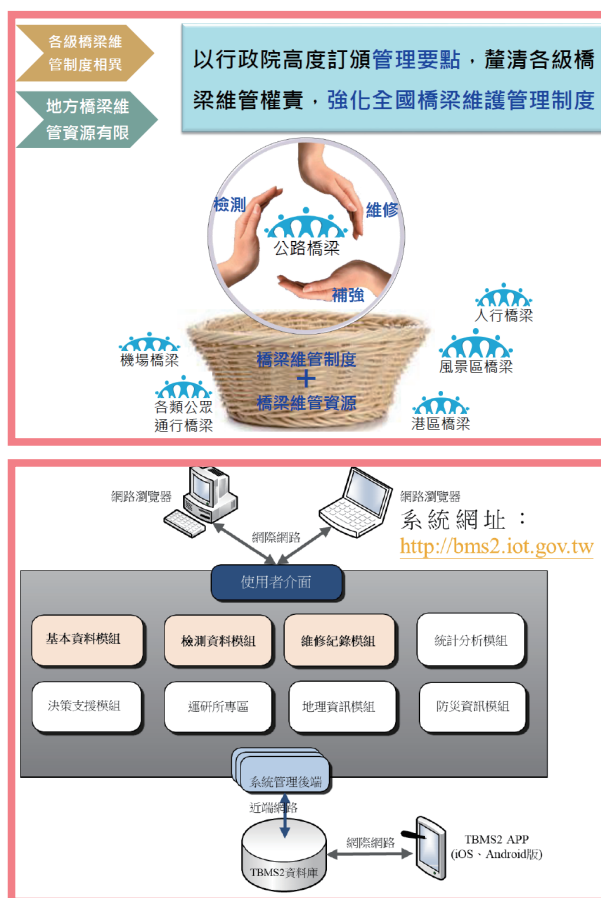 各級橋梁維
管制度相異
地方橋梁維
管資源有限
以行政院高度訂頒管理要點，釐清各級橋
梁維管權責，強化全國橋梁維護管理制度
檢測
維修
公路橋梁
補強
人行橋梁
機場橋梁
風景區橋梁
橋梁維管制度
+
橋梁維管資源
各類公眾
通行橋梁
港區橋梁
網路瀏覽器
網路瀏覽器
網際網路
系統網址：
http://bms2.iot.gov.tw
使用者介面
基本資料模組
檢測資料模組
維修紀錄模組
統計分析模組
決策支援模組
運研所專區
地理資訊模組
防災資訊模組
系統管理後端
近端網路
TBMS2資料庫
網際網路
TBMS2 APP
(iOS、Android版)